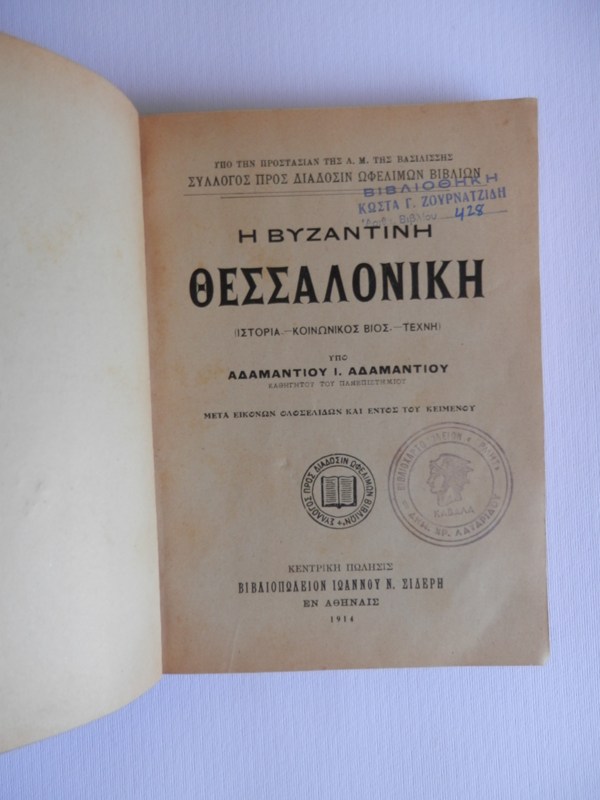 ΥΠΟ ΤΗΝ ΠΡΟΣΤΑΣΙΑΝ ΤΗΣ Α. Μ. ΤΗΣ ΒΑΣΙΛΙΣΣΗΣ
ΣΥΛΛΟΓΟΣ ΠΡΟΣ ΔΙΑΔΟΣΙΝ ΩΦΕΛΙΜΩΝ ΒΙΒΛΙΩΝ
ΒΙΒΛΙΟΘΗΚΗ
ΚΩΣΤΑ Γ. ΖΟΥΡΝΑΤΖΙΔΗ
Βιβλίου 428
Η ΒΥΖΑΝΤΙΝΗ
ΘΕΣΣΑΛΟΝΙΚΗ
(ΙΣΤΟΡΙΑ.—ΚΟΙΝΩΝΙΚΟΣ ΒΙΟΣ.—ΤΕΧΝΗ)
ΥΠΟ
ΑΔΑΜΑΝΤΙΟΥ Ι. ΑΔΑΜΑΝΤΙΟΥ
ΚΑΘΗΓΗΤΟΥ ΤΟΥ ΠΑΝΕΠΙΣΤΗΜΙΟΥ
ΜΕΤΑ ΕΙΚΟΝΩΝ ΟΛΟΣΕΛΙΔΩΝ ΚΑΙ ΕΝΤΟΣ ΤΟΥ ΚΕΙΜΕΝΟΥ
ΣΥΛΛΟΓΟΣ ΠΡΟΣ ΔΙΑΔΟΣΙΝ ΩΦΕΛΙΜΩΝ ΒΙΒΛΙΩΝ
ΚΑΒΑΛΑ
ΚΕΝΤΡΙΚΗ ΠΩΛΗΣΙΣ
ΒΙΒΛΙΟΠΩΛΕΙΟΝ ΙΩΑΝΝΟΥ Ν. ΣΙΔΕΡΗ
ΕΝ ΑΘΗΝΑΙΣ
1914